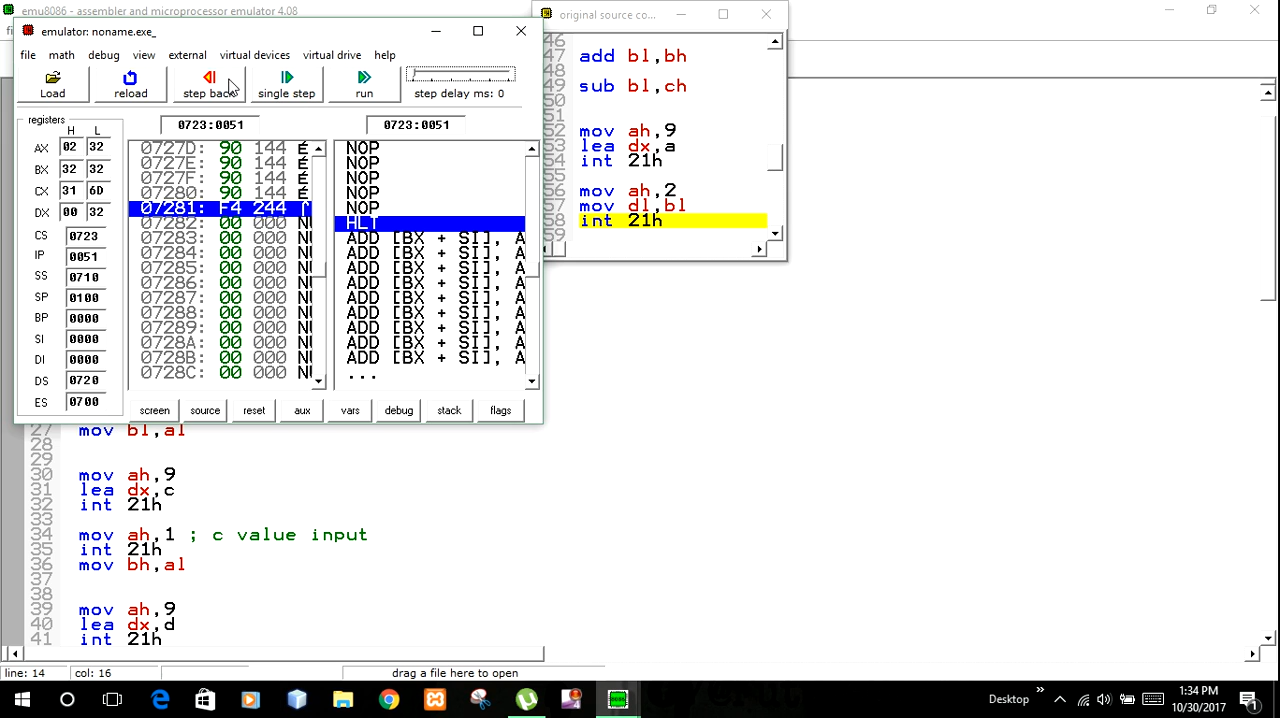 emu8086 - assembler and microprocessor emulator 4.08
emulator: noname.exe_
file math debug view external virtual devices virtual drive help
Load reload step back single step run step delay ms: 0
registers
H L
AX 02 32
BX 32 32
CX 31 6D
DX 00 32
CS 0723
IP 0051
SS 0710
SP 0100
BP 0000
SI 0000
DI 0000
DS 0720
ES 0700
0723:0051
0727D: 90 144 É
0727E: 90 144 É
0727F: 90 144 É
07280: 90 144 É
07281: F4 244
07282: 00 000 NU
07283: 00 000 NU
07284: 00 000 NU
07285: 00 000 NU
07286: 00 000 NU
07287: 00 000 NU
07288: 00 000 NU
07289: 00 000 NU
0728A: 00 000 NU
0728B: 00 000 NU
0728C: 00 000 NU
0723:0051
NOP
NOP
NOP
NOP
NOP
HLT
ADD [BX + SI], A
ADD [BX + SI], A
ADD [BX + SI], A
ADD [BX + SI], A
ADD [BX + SI], A
ADD [BX + SI], A
ADD [BX + SI], A
ADD [BX + SI], A
ADD [BX + SI], A
...
screen source reset aux vars debug stack flags
original source co...
46
47 add bl,bh
48
49 sub bl,ch
50
51
52 mov ah,9
53 lea dx,a
54 int 21h
55
56 mov ah,2
57 mov dl,bl
58 int 21h
59
27 mov bl,al
28
29
30 mov ah,9
31 lea dx,c
32 int 21h
33
34 mov ah,1 ; c value input
35 int 21h
36 mov bh,al
37
38
39 mov ah,9
40 lea dx,d
41 int 21h
line: 14 col: 16 drag a file here to open
Desktop
1:34 PM
10/30/2017
1